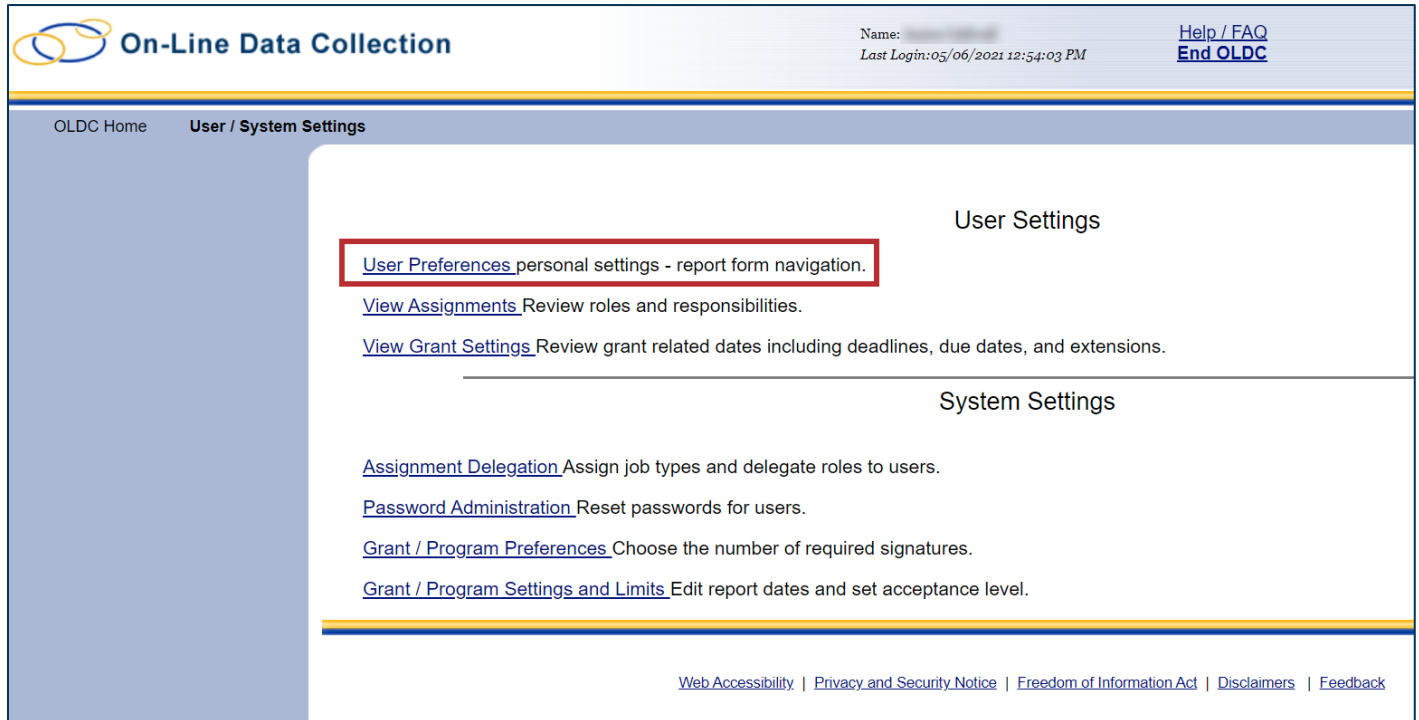 On-Line Data Collection
Name:
Last Login:05/06/2021 12:54:03 PM
Help / FAQ
End OLDC
OLDC Home User / System Settings
User Settings
User Preferences personal settings - report form navigation.
View Assignments Review roles and responsibilities.
View Grant Settings Review grant related dates including deadlines, due dates, and extensions.
System Settings
Assignment Delegation Assign job types and delegate roles to users.
Password Administration Reset passwords for users.
Grant / Program Preferences Choose the number of required signatures.
Grant / Program Settings and Limits Edit report dates and set acceptance level.
Web Accessibility | Privacy and Security Notice | Freedom of Information Act | Disclaimers | Feedback